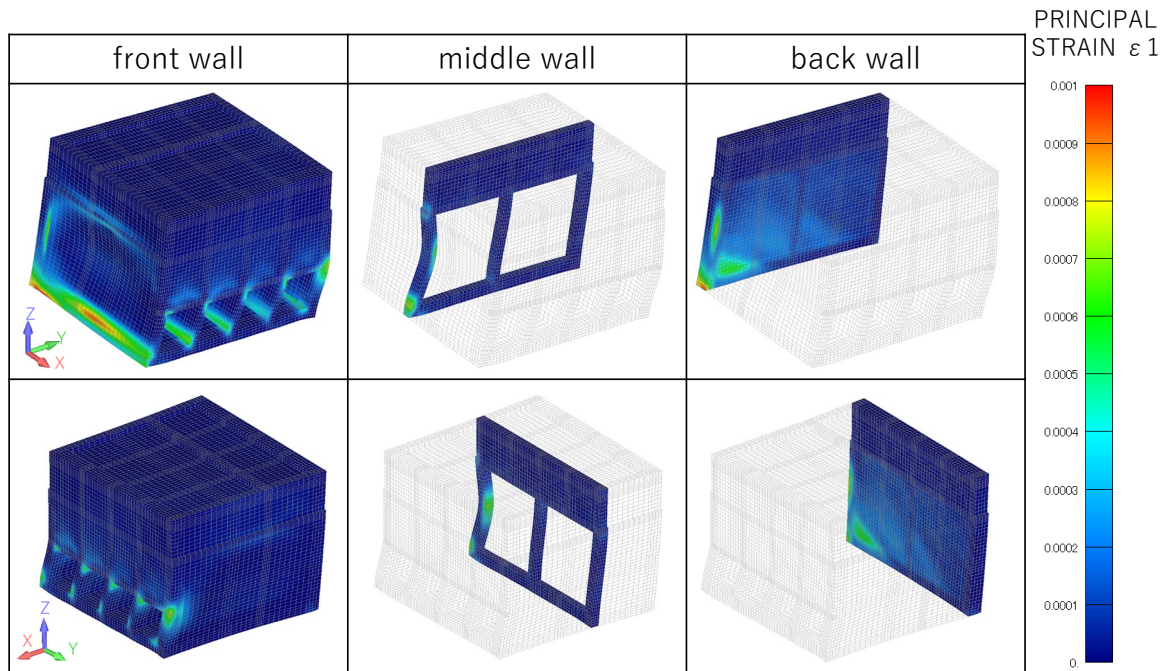 PRINCIPAL
STRAIN ε1
front wall
middle wall
back wall
0.001
0.0009
0.0008
0.0007
0.0006
0.0005
0.0004
0.0003
0.0002
0.0001
0.
Z
Y
X
Z
X
Y